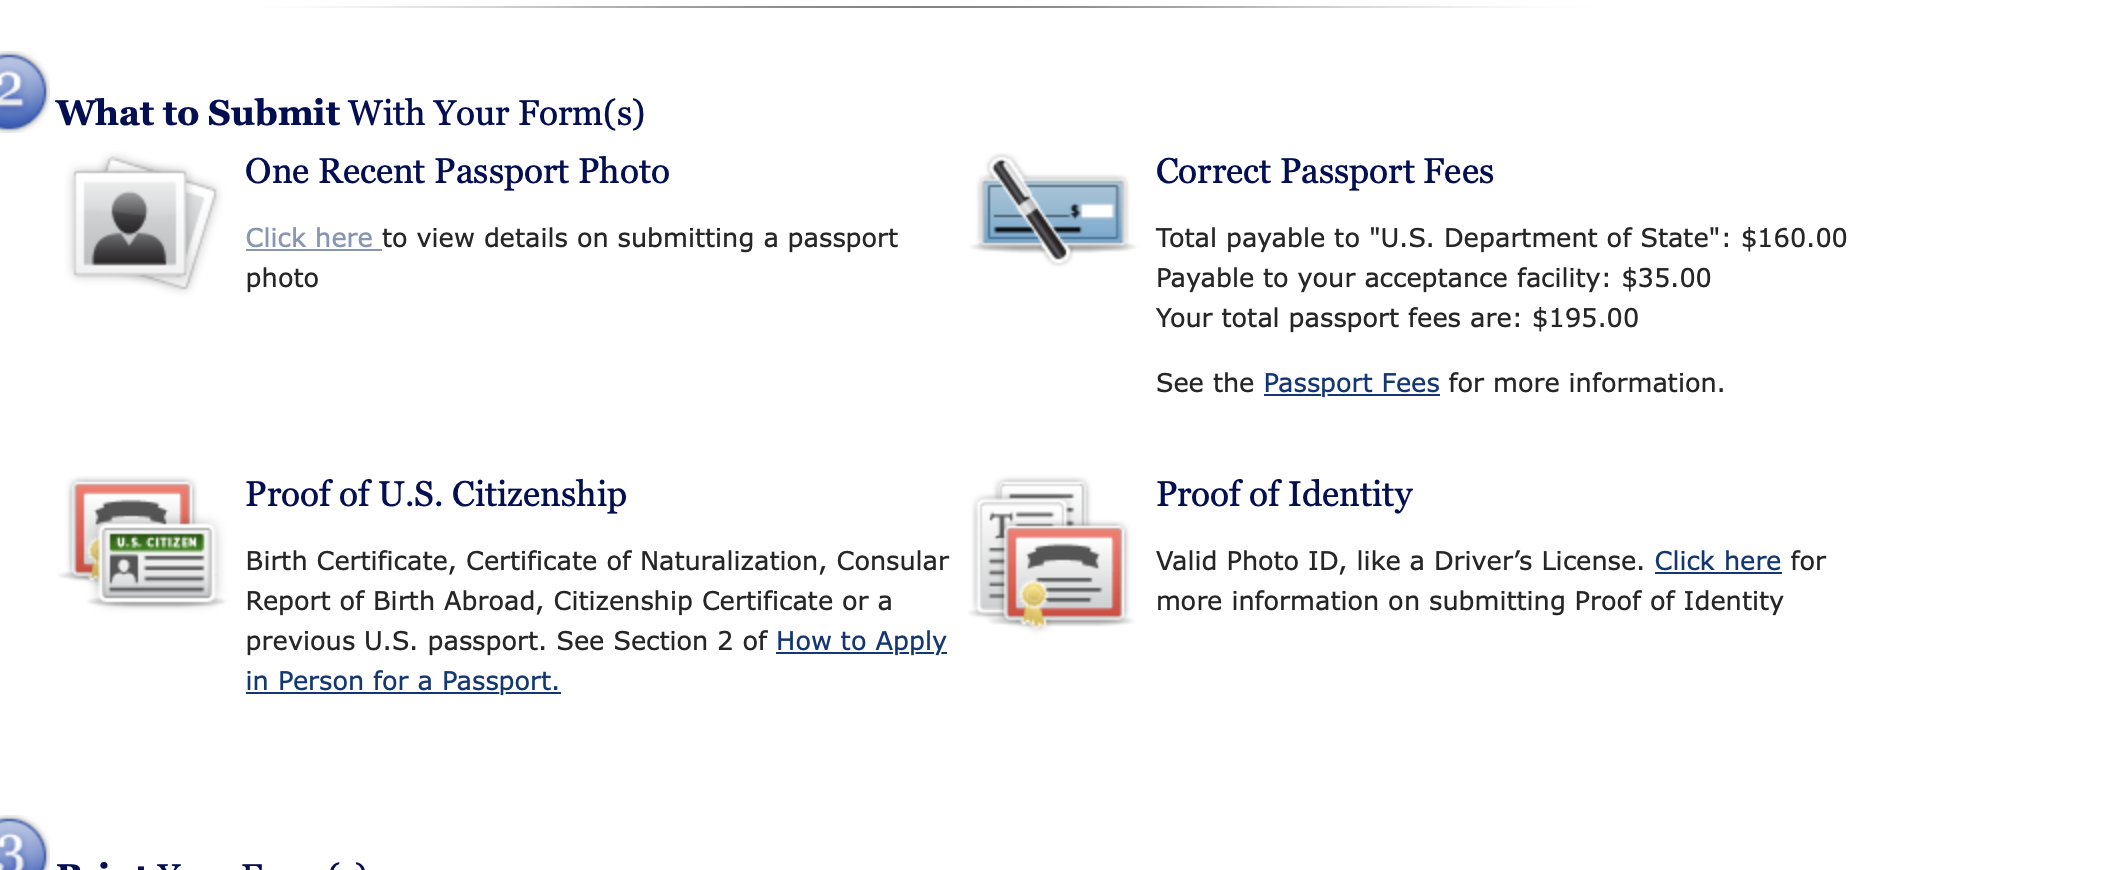 2
What to Submit With Your Form(s)
One Recent Passport Photo
Click here to view details on submitting a passport
photo
Correct Passport Fees
$
Total payable to "U.S. Department of State": $160.00
Payable to your acceptance facility: $35.00
Your total passport fees are: $195.00
See the Passport Fees for more information.
Proof of U.S. Citizenship
U.S. CITIZEN
Birth Certificate, Certificate of Naturalization, Consular
Report of Birth Abroad, Citizenship Certificate or a
previous U.S. passport. See Section 2 of How to Apply
in Person for a Passport.
Proof of Identity
T
Valid Photo ID, like a Driver’s License. Click here for
more information on submitting Proof of Identity
3
Print Your Form(s)